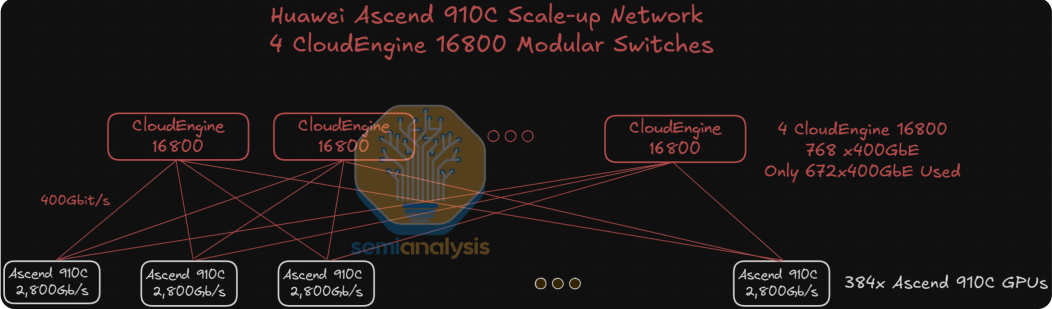 Huawei Ascend 910C Scale-up Network
4 CloudEngine 16800 Modular Switches
CloudEngine
16800
CloudEngine
16800
CloudEngine
16800
4 CloudEngine 16800
768 x400GbE
Only 672x400GbE Used
400Gbit/s
semianalysis
Ascend 910C
2,800Gb/s
Ascend 910C
2,800Gb/s
Ascend 910C
2,800Gb/s
Ascend 910C
2,800Gb/s
384x Ascend 910C GPUs